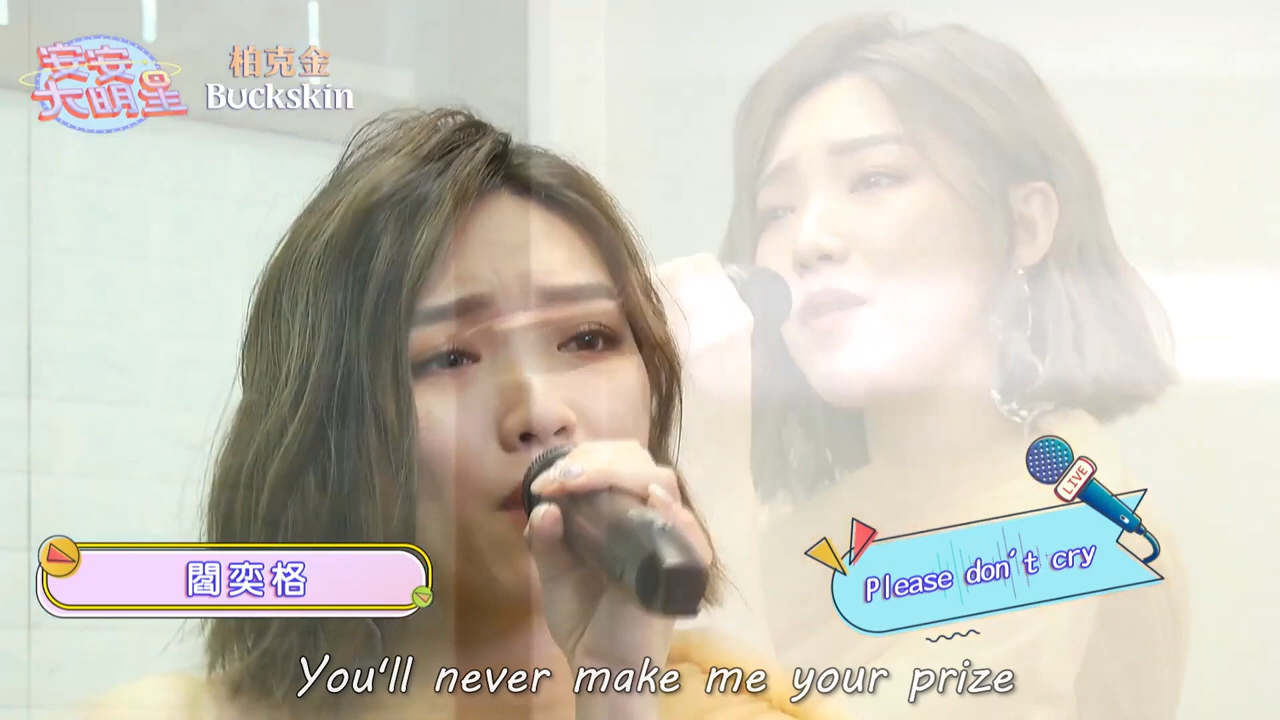 安安
大萌星
柏克金
Buckskin
LIVE
閻奕格
Please don't cry
You'll never make me your prize